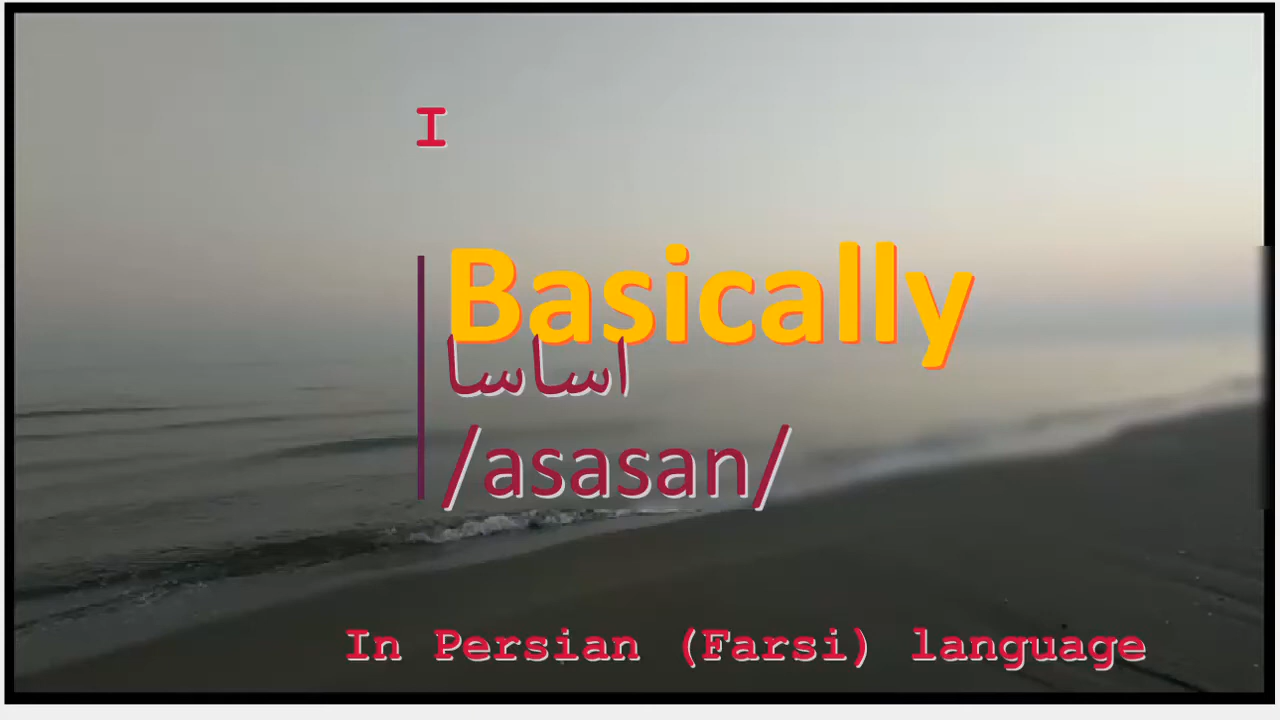 I
Basically
اساسا
/asasan/
In Persian (Farsi) language